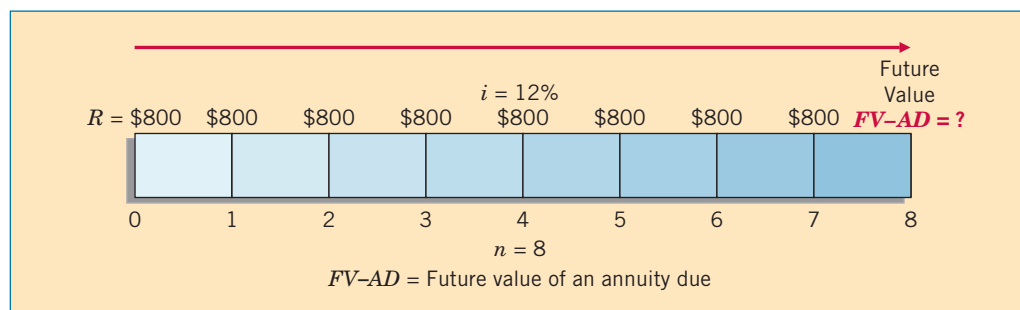 Future
Value
i = 12%
R = $800 $800 $800 $800 $800 $800 $800 $800 FV–AD = ?
0 1 2 3 4 5 6 7 8
n = 8
FV–AD = Future value of an annuity due